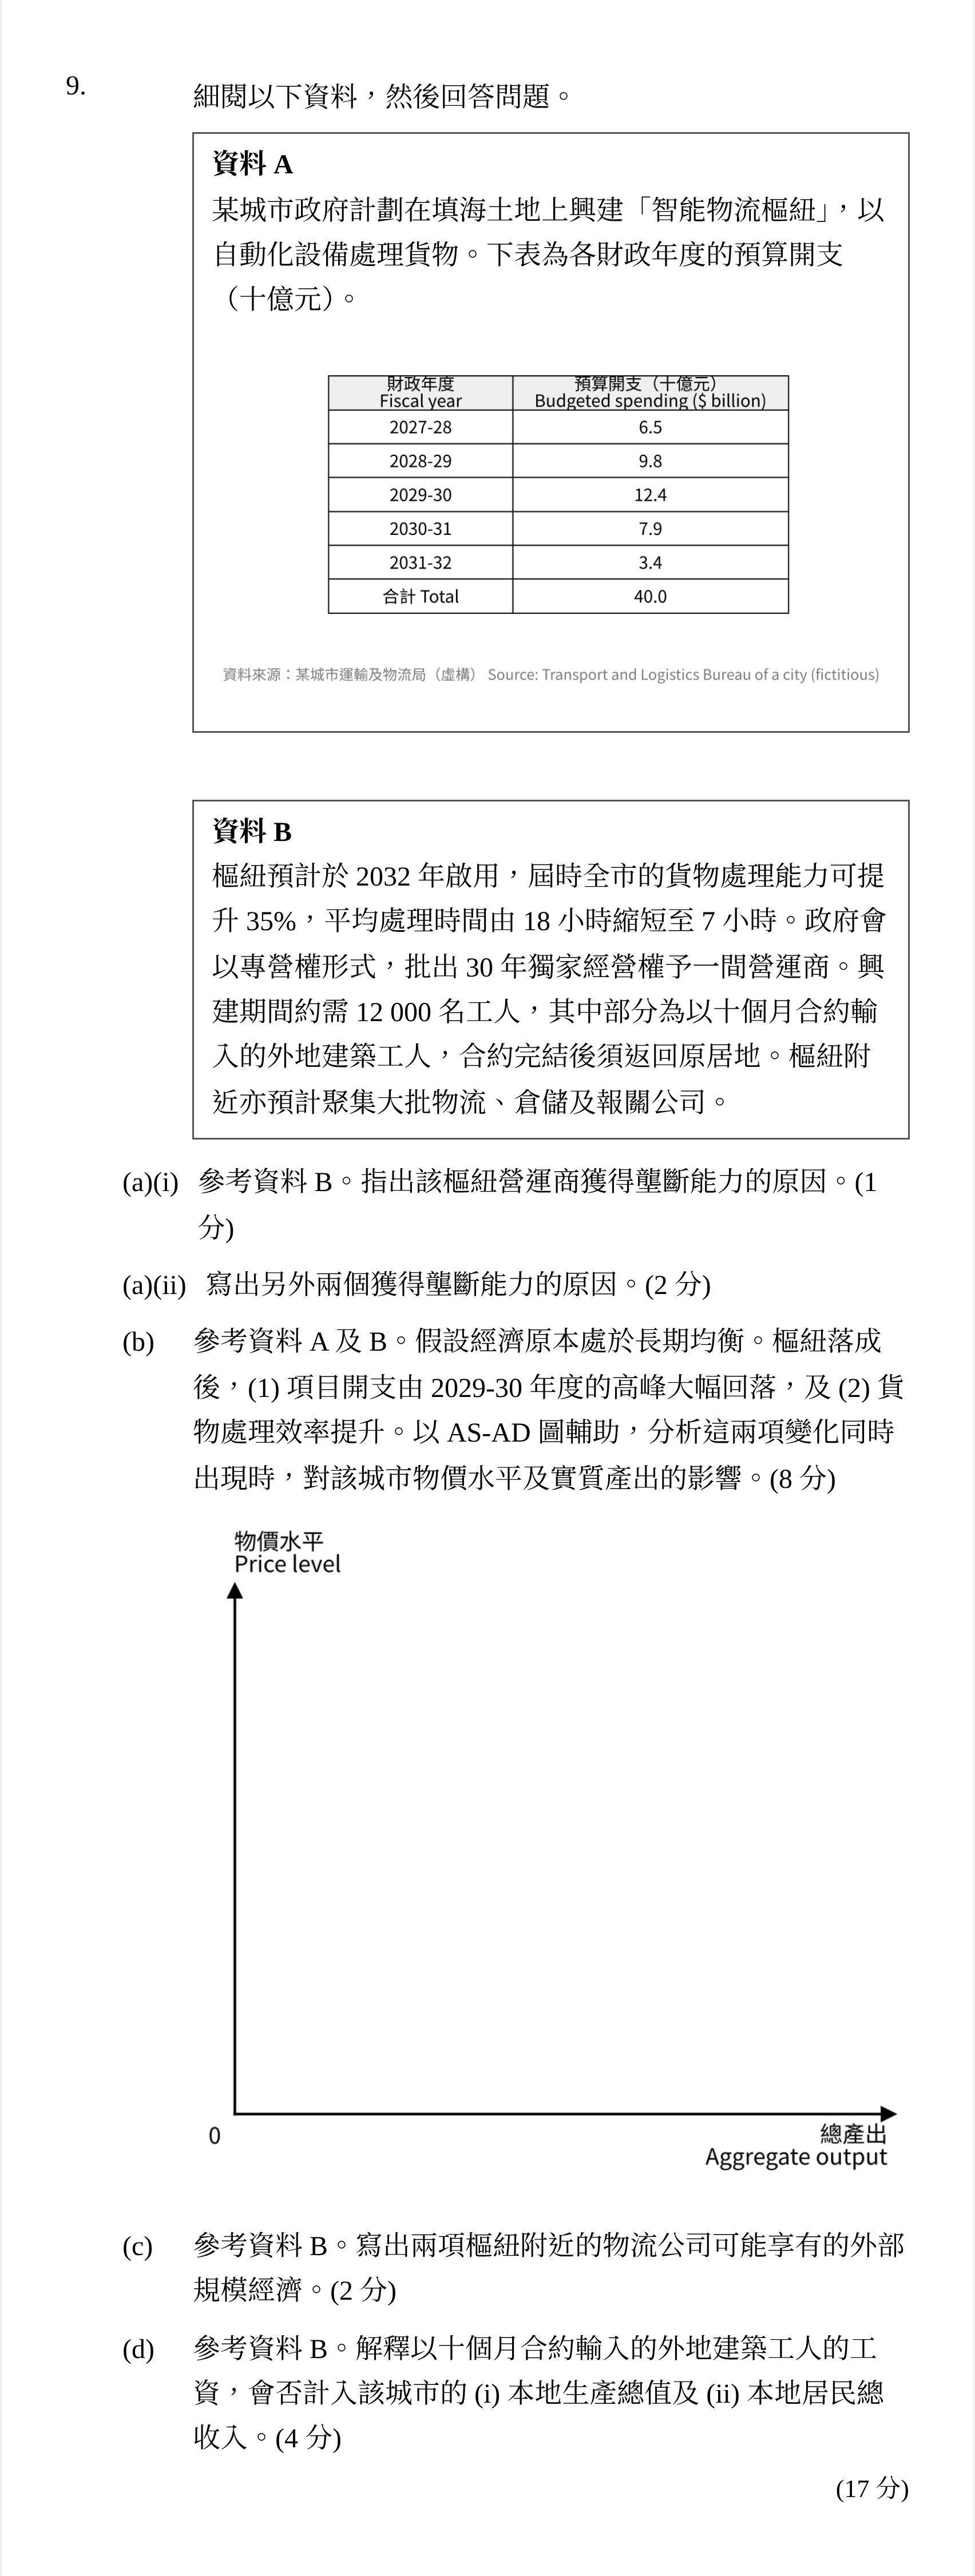 9.
細閱以下資料，然後回答問題。
資料 A
某城市政府計劃在填海土地上興建「智能物流樞紐」，以
自動化設備處理貨物。下表為各財政年度的預算開支
（十億元）。
財政年度 預算開支（十億元）
Fiscal year Budgeted spending ($ billion)
2027-28 6.5
2028-29 9.8
2029-30 12.4
2030-31 7.9
2031-32 3.4
合計 Total 40.0
資料來源：某城市運輸及物流局（虛構） Source: Transport and Logistics Bureau of a city (fictitious)
資料 B
樞紐預計於 2032 年啟用，屆時全市的貨物處理能力可提
升 35%，平均處理時間由 18 小時縮短至 7 小時。政府會
以專營權形式，批出 30 年獨家經營權予一間營運商。興
建期間約需 12 000 名工人，其中部分為以十個月合約輸
入的外地建築工人，合約完結後須返回原居地。樞紐附
近亦預計聚集大批物流、倉儲及報關公司。
(a)(i) 參考資料 B。指出該樞紐營運商獲得壟斷能力的原因。(1
分)
(a)(ii) 寫出另外兩個獲得壟斷能力的原因。(2 分)
(b) 參考資料 A 及 B。假設經濟原本處於長期均衡。樞紐落成
後，(1) 項目開支由 2029-30 年度的高峰大幅回落，及 (2) 貨
物處理效率提升。以 AS-AD 圖輔助，分析這兩項變化同時
出現時，對該城市物價水平及實質產出的影響。(8 分)
物價水平
Price level
0
總產出
Aggregate output
(c) 參考資料 B。寫出兩項樞紐附近的物流公司可能享有的外部
規模經濟。(2 分)
(d) 參考資料 B。解釋以十個月合約輸入的外地建築工人的工
資，會否計入該城市的 (i) 本地生產總值及 (ii) 本地居民總
收入。(4 分)
(17 分)